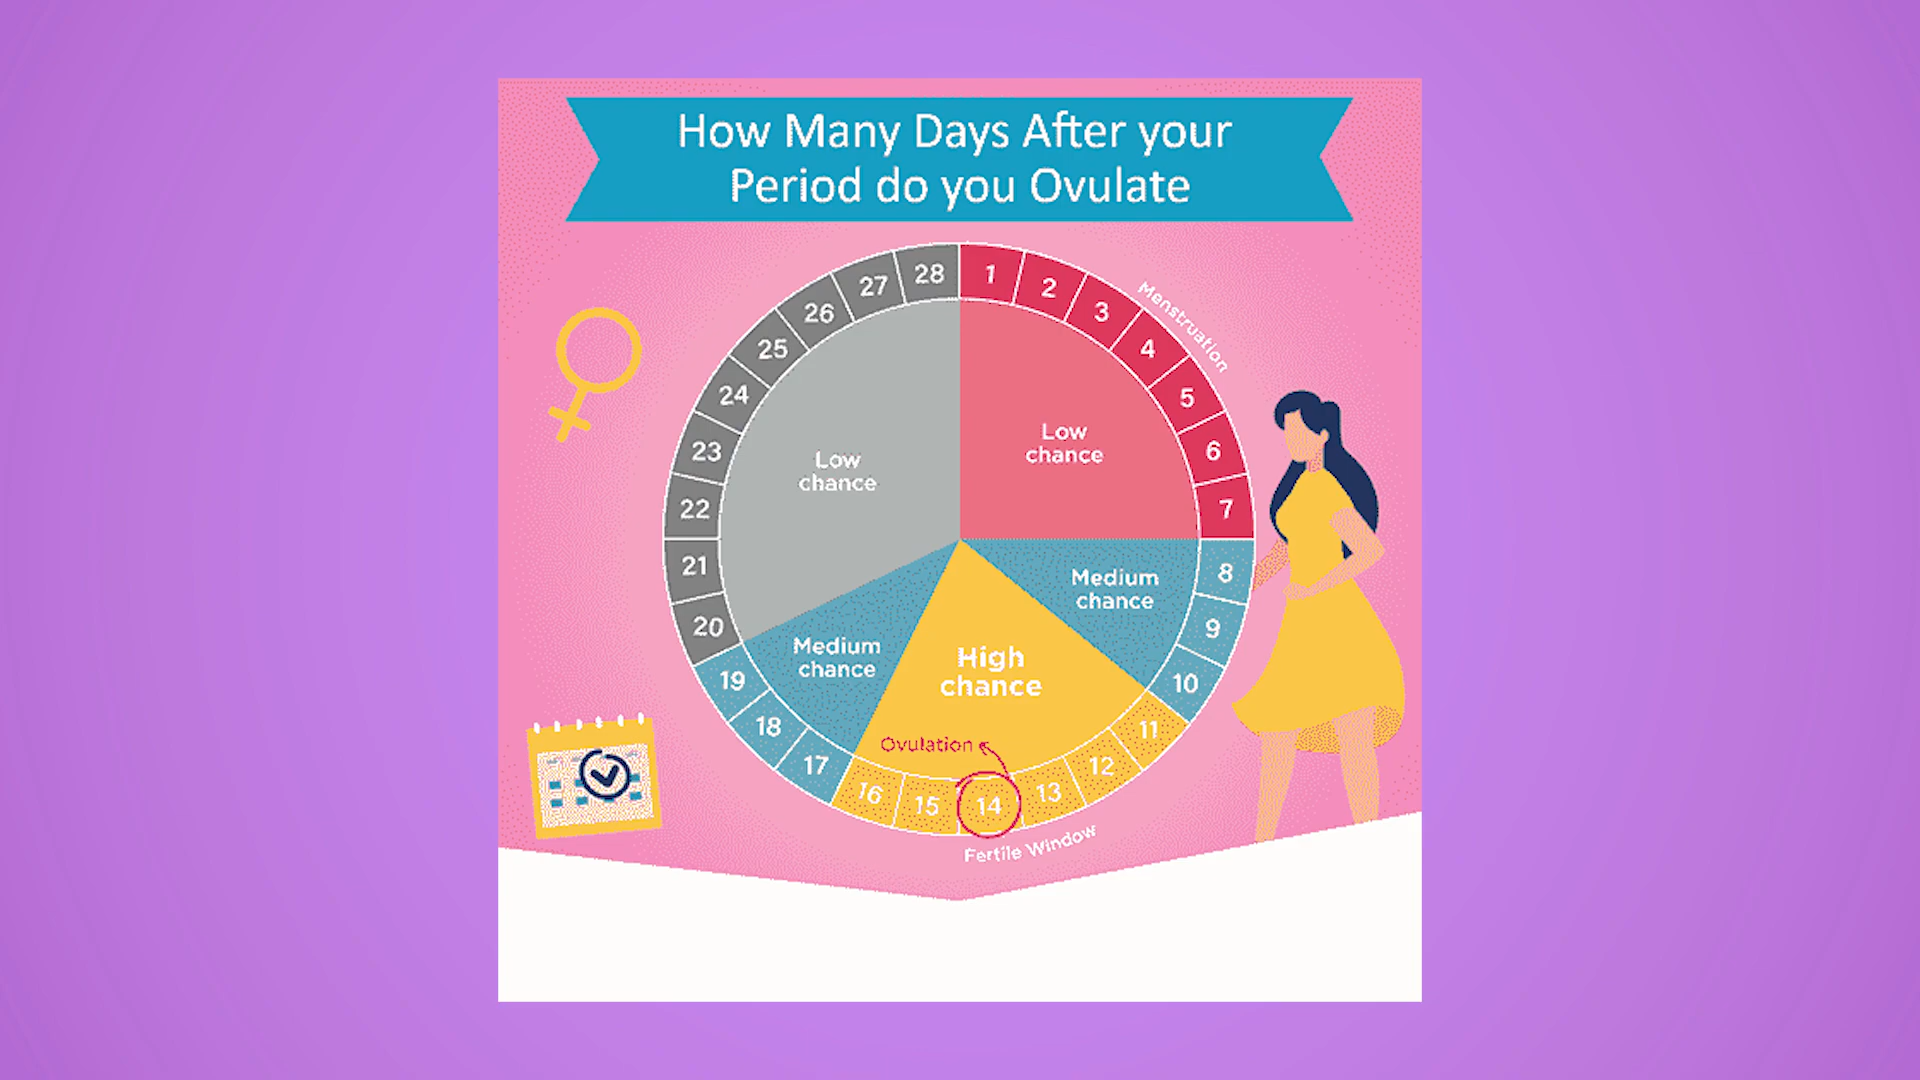 How Many Days After your
Period do you Ovulate
1
2
3
4
5
6
7
8
9
10
11
12
13
14
15
16
17
18
19
20
21
22
23
24
25
26
27
28
Menstruation
Low
chance
Low
chance
Medium
chance
Medium
chance
High
chance
Ovulation
Fertile Window